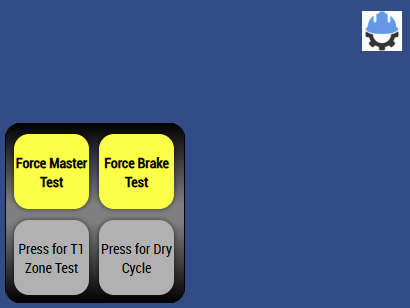 Force Master
Test
Force Brake
Test
Press for T1
Zone Test
Press for Dry
Cycle